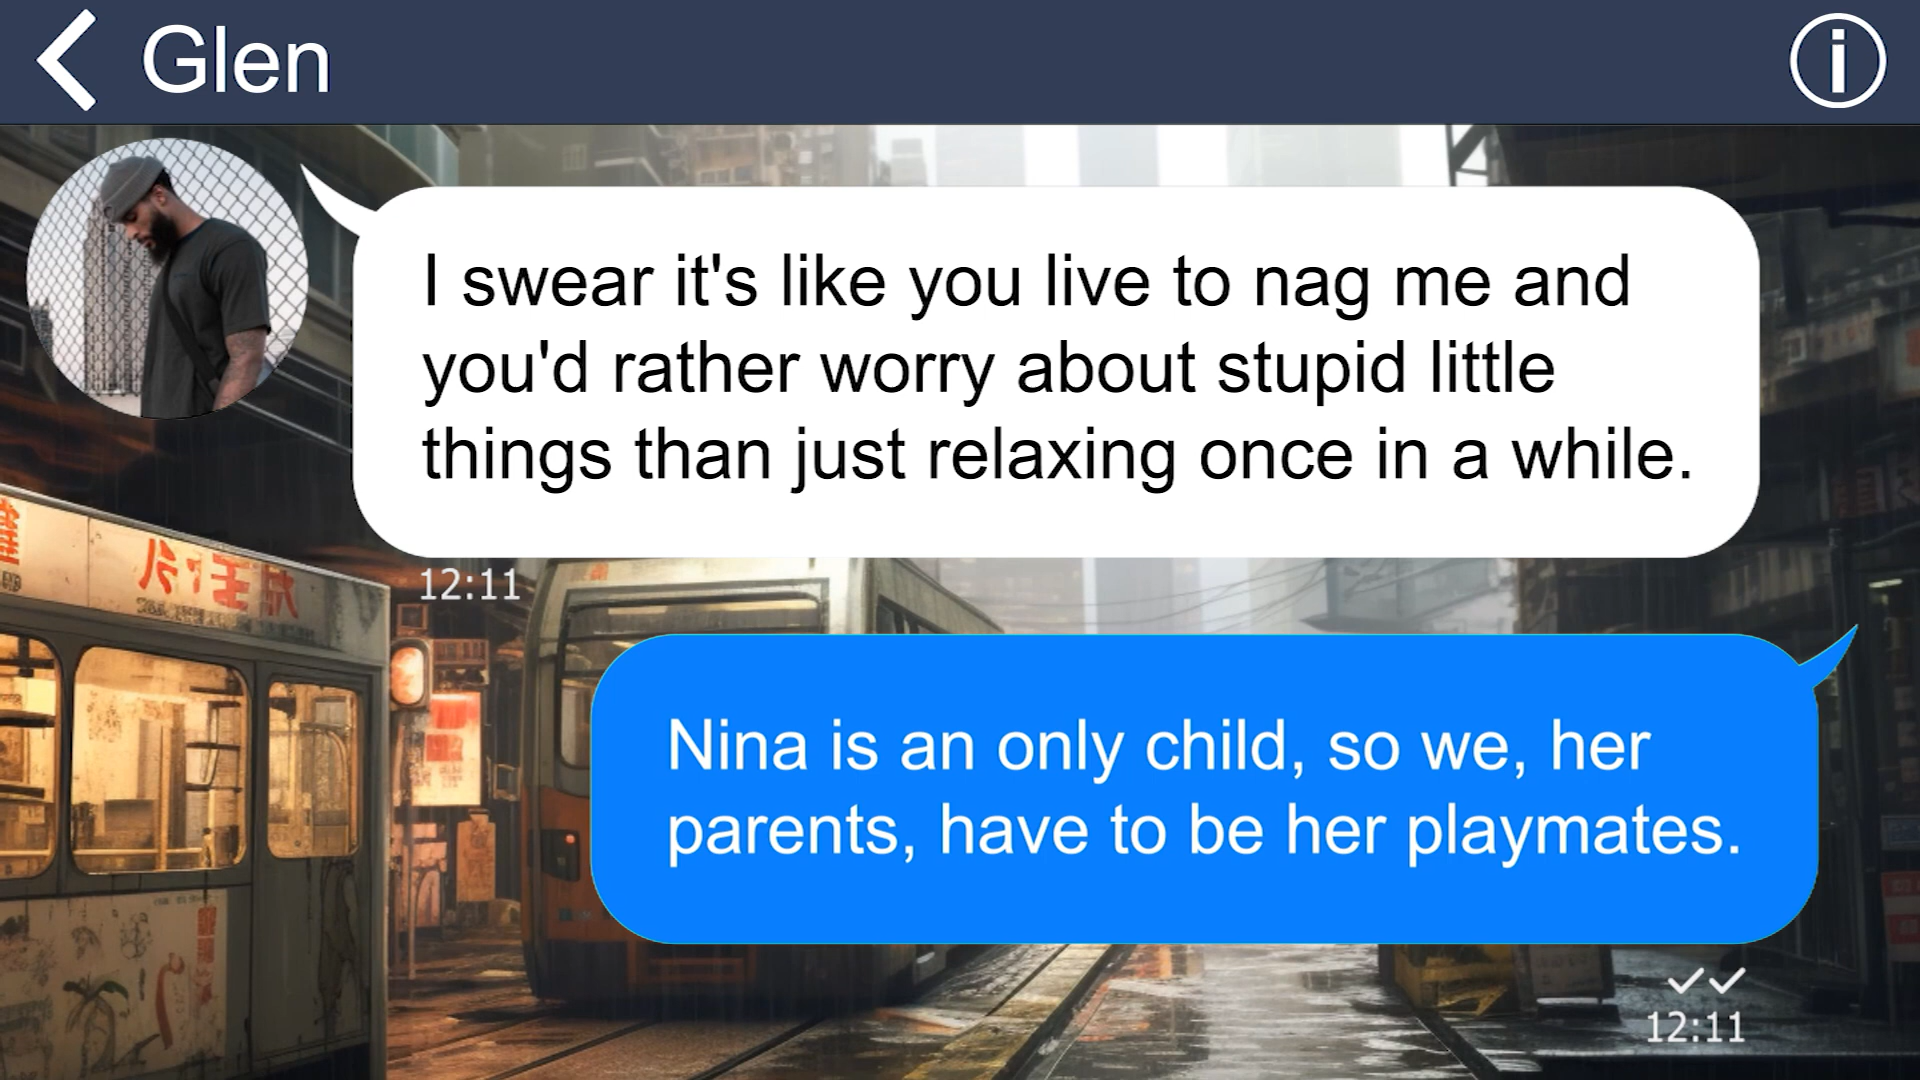 Glen
I swear it's like you live to nag me and
you'd rather worry about stupid little
things than just relaxing once in a while.
12:11
Nina is an only child, so we, her
parents, have to be her playmates.
12:11